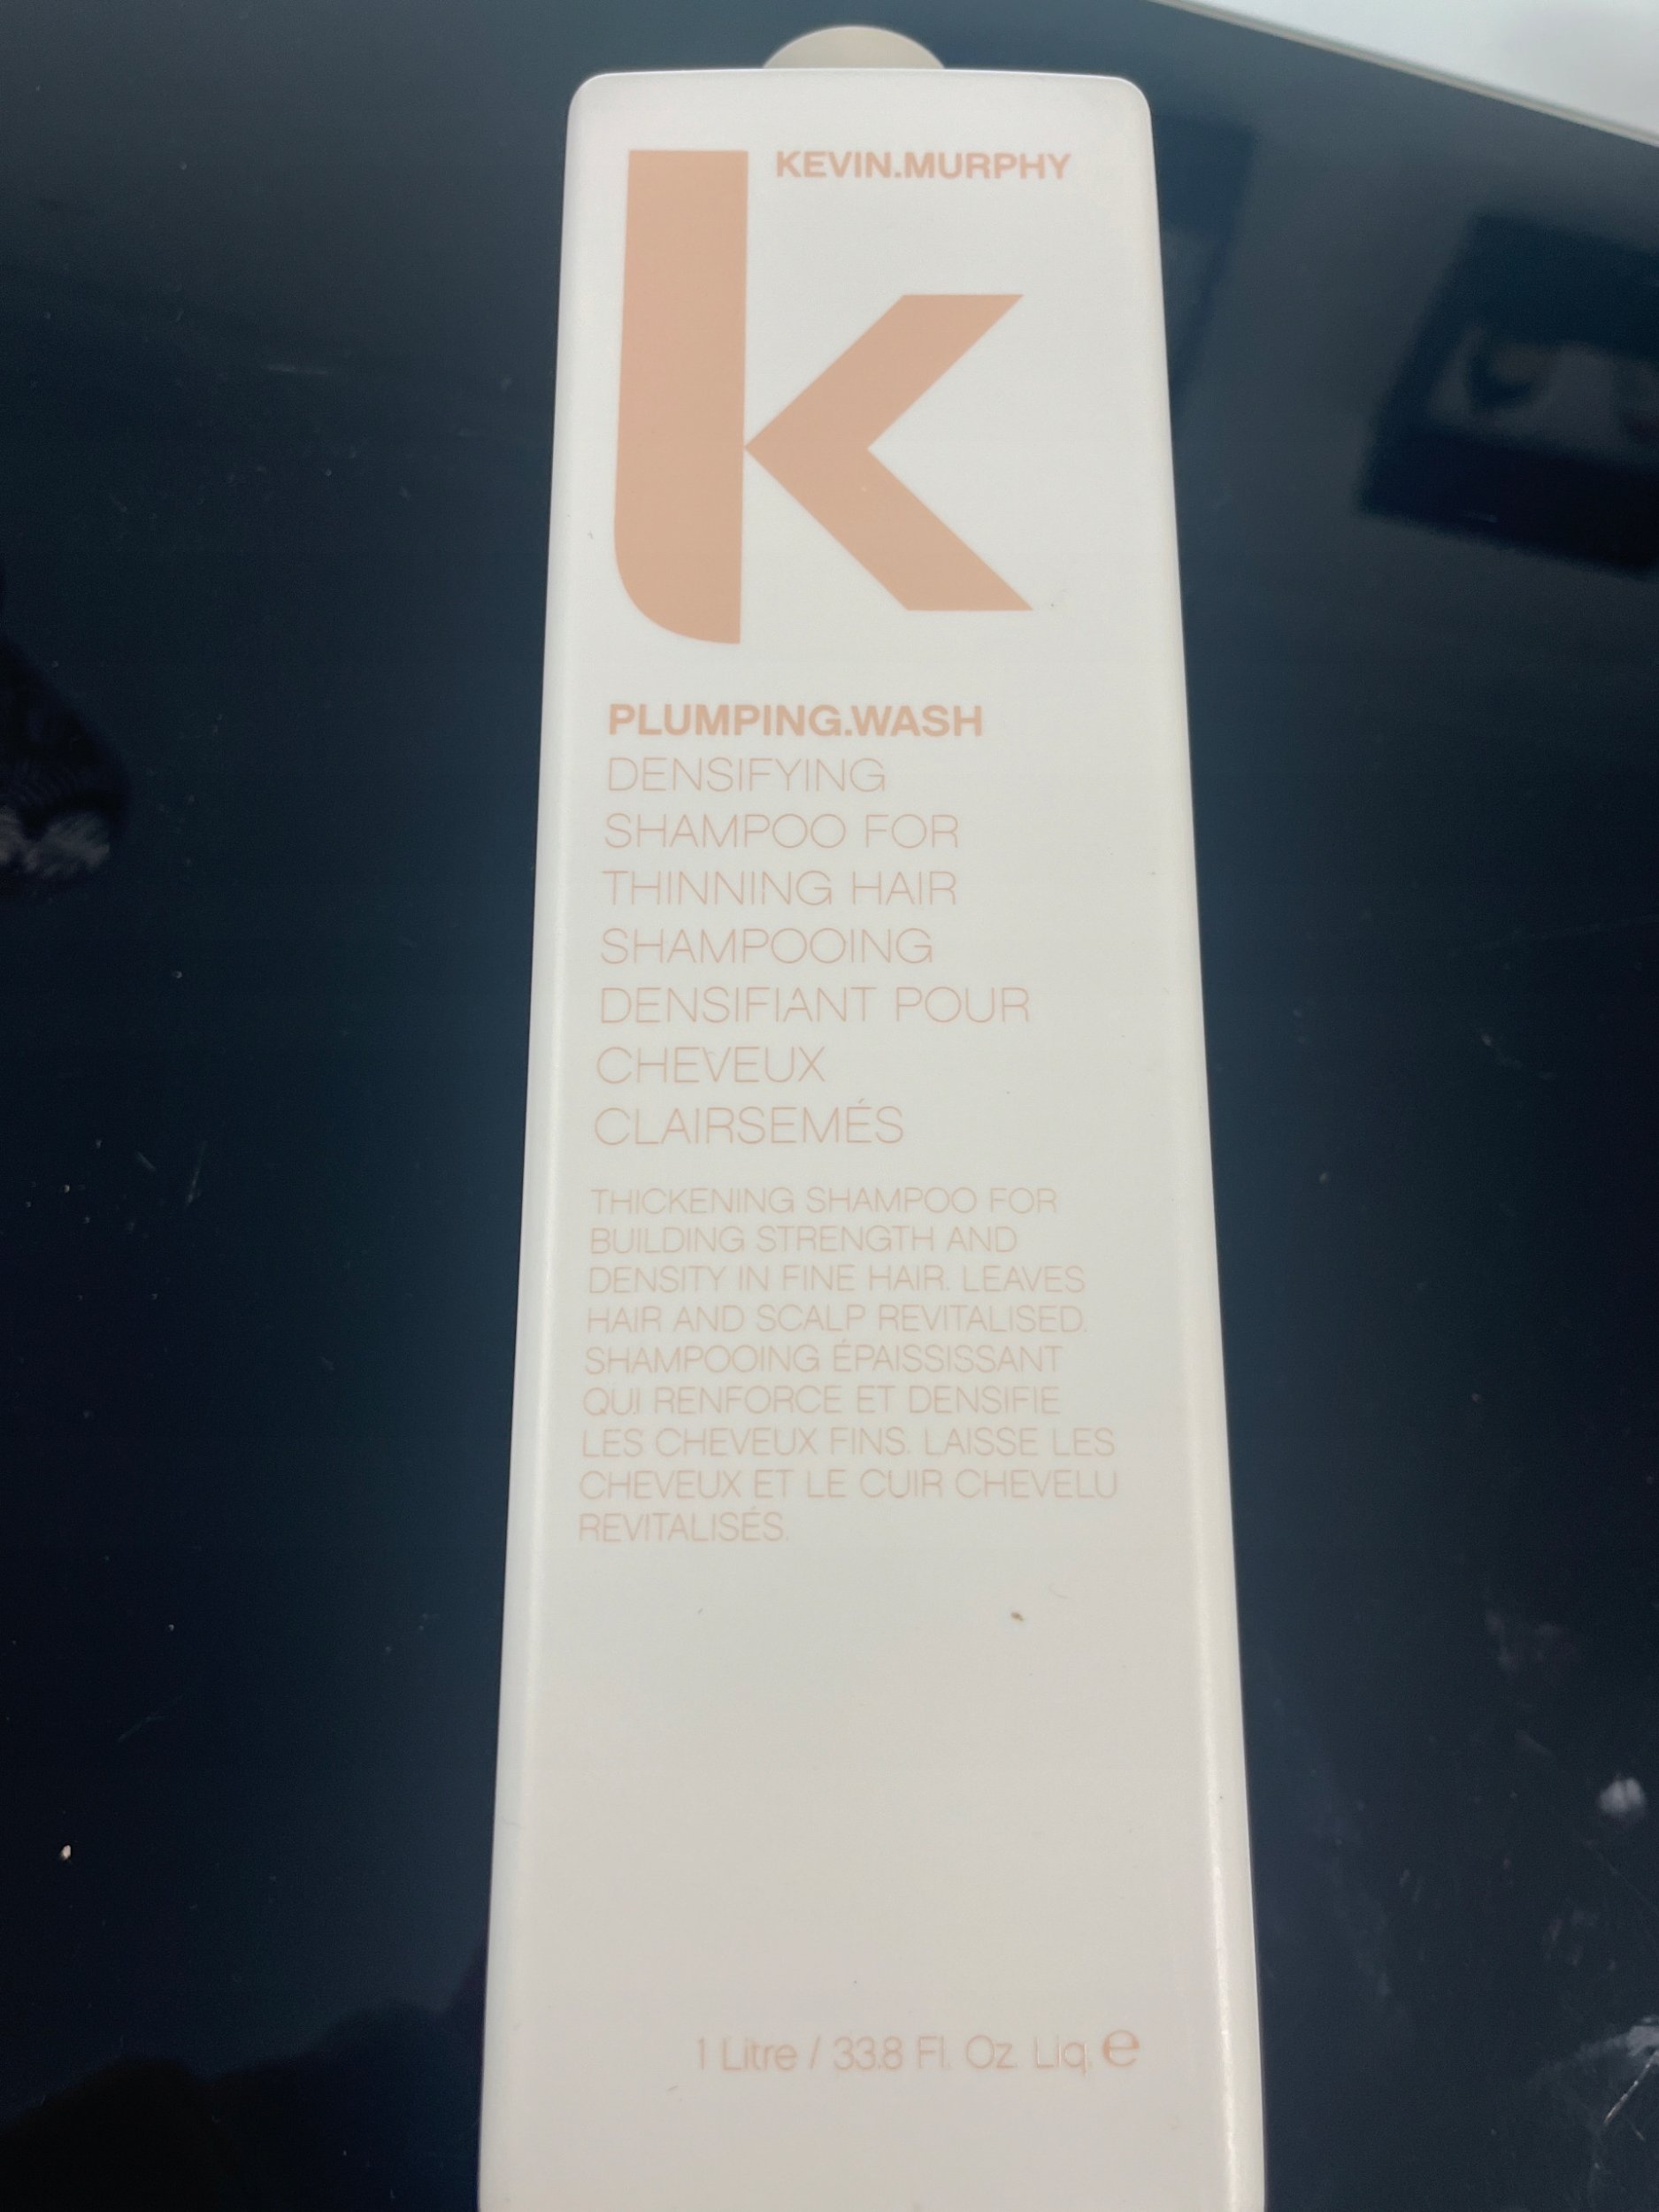 KEVIN.MURPHY
k
PLUMPING.WASH
DENSIFYING
SHAMPOO FOR
THINNING HAIR
SHAMPOOING
DENSIFIANT POUR
CHEVEUX
CLAIRSEMÉS
THICKENING SHAMPOO FOR
BUILDING STRENGTH AND
DENSITY IN FINE HAIR. LEAVES
HAIR AND SCALP REVITALISED.
SHAMPOOING ÉPAISSISSANT
QUI RENFORCE ET DENSIFIE
LES CHEVEUX FINS. LAISSE LES
CHEVEUX ET LE CUIR CHEVELU
REVITALISÉS.
1 Litre / 33.8 Fl. Oz. Liq. ℮